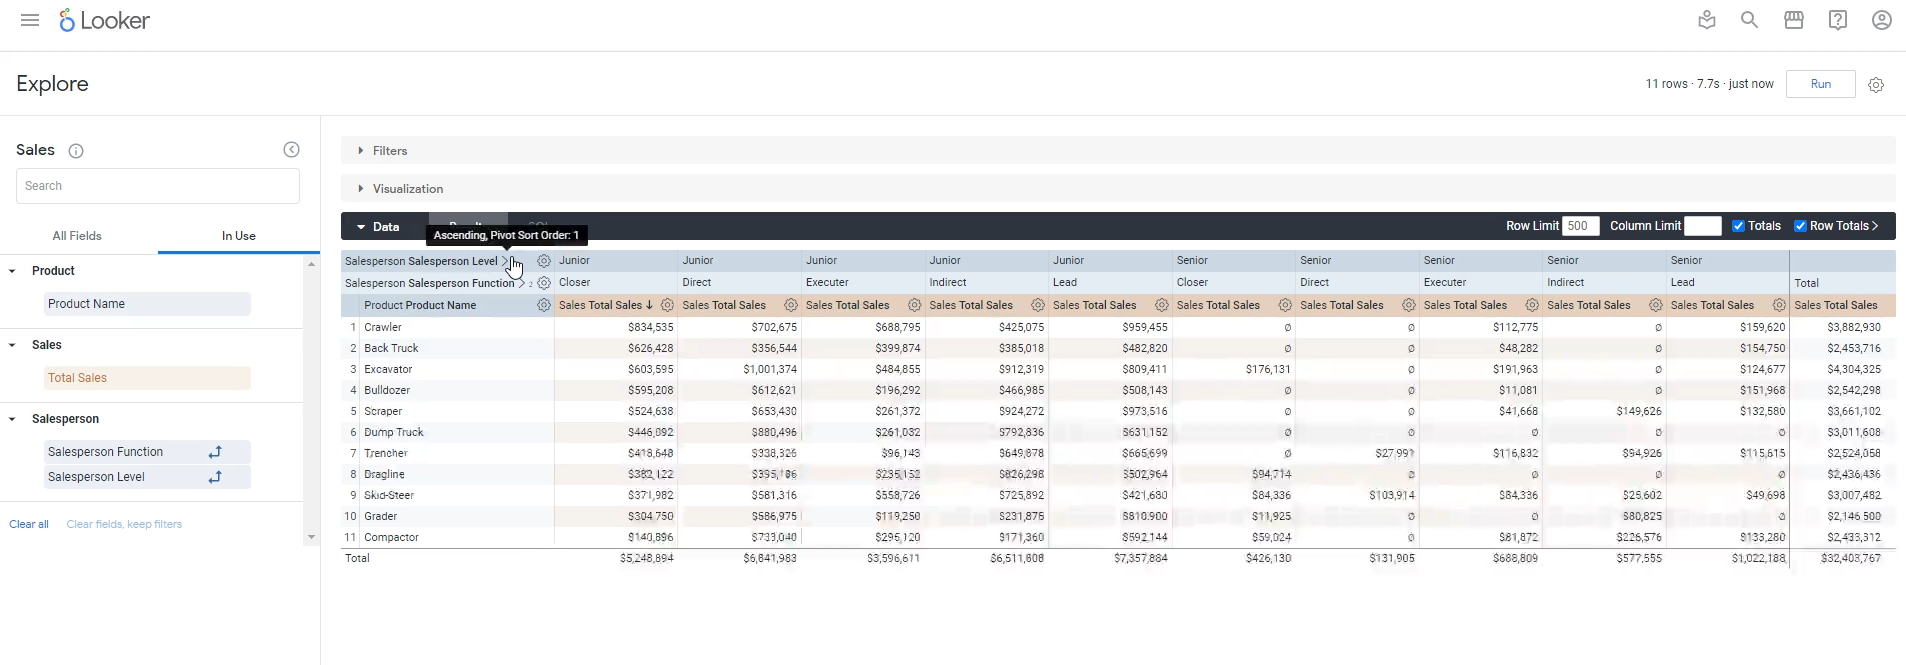 Looker
Explore
11 rows · 7.7s · just now Run
Sales
Search
All Fields In Use
Product
Product Name
Sales
Total Sales
Salesperson
Salesperson Function
Salesperson Level
Clear all Clear fields, keep filters
Filters
Visualization
Data Row Limit 500 Column Limit Totals Row Totals
Ascending, Pivot Sort Order: 1
Salesperson Salesperson Level Junior Junior Junior Junior Junior Senior Senior Senior Senior Senior
Salesperson Salesperson Function 2 Closer Direct Executer Indirect Lead Closer Direct Executer Indirect Lead Total
Product Product Name Sales Total Sales Sales Total Sales Sales Total Sales Sales Total Sales Sales Total Sales Sales Total Sales Sales Total Sales Sales Total Sales Sales Total Sales Sales Total Sales Sales Total Sales
1 Crawler $834,535 $702,675 $688,795 $425,075 $959,455 ∅ ∅ $112,775 ∅ $159,620 $3,882,930
2 Back Truck $626,428 $356,544 $399,874 $385,018 $482,820 ∅ ∅ $48,282 ∅ $154,750 $2,453,716
3 Excavator $603,595 $1,001,374 $484,855 $912,319 $809,411 $176,131 ∅ $191,963 ∅ $124,677 $4,304,325
4 Bulldozer $595,208 $612,621 $196,292 $466,985 $508,143 ∅ ∅ $11,081 ∅ $151,968 $2,542,298
5 Scraper $524,638 $653,430 $261,372 $924,272 $973,516 ∅ ∅ $41,668 $149,626 $132,580 $3,661,102
6 Dump Truck $446,092 $880,496 $261,032 $792,836 $631,152 ∅ ∅ ∅ ∅ ∅ $3,011,608
7 Trencher $418,648 $338,326 $96,143 $649,878 $665,699 ∅ $27,991 $116,832 $94,926 $115,615 $2,524,058
8 Dragline $382,122 $395,186 $235,152 $826,298 $502,964 $94,714 ∅ ∅ ∅ ∅ $2,436,436
9 Skid-Steer $371,982 $581,316 $558,726 $725,892 $421,680 $84,336 $103,914 $84,336 $25,602 $49,698 $3,007,482
10 Grader $304,750 $586,975 $119,250 $231,875 $810,900 $11,925 ∅ ∅ $80,825 ∅ $2,146,500
11 Compactor $140,896 $733,040 $295,120 $171,360 $592,144 $59,024 ∅ $81,872 $226,576 $133,280 $2,433,312
Total $5,248,894 $6,841,983 $3,596,611 $6,511,808 $7,357,884 $426,130 $131,905 $688,809 $577,555 $1,022,188 $32,403,767